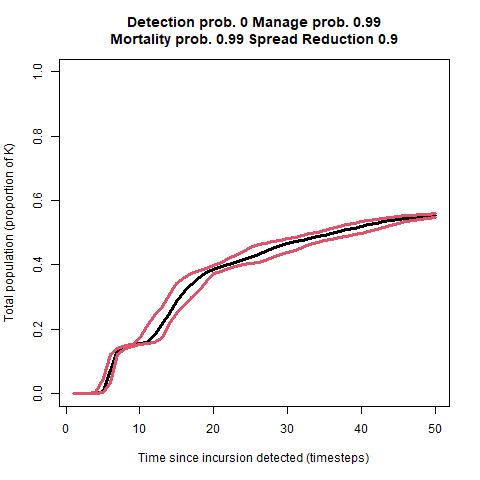 Detection prob. 0 Manage prob. 0.99
Mortality prob. 0.99 Spread Reduction 0.9
Total population (proportion of K)
1.0
0.8
0.6
0.4
0.2
0.0
0 10 20 30 40 50
Time since incursion detected (timesteps)